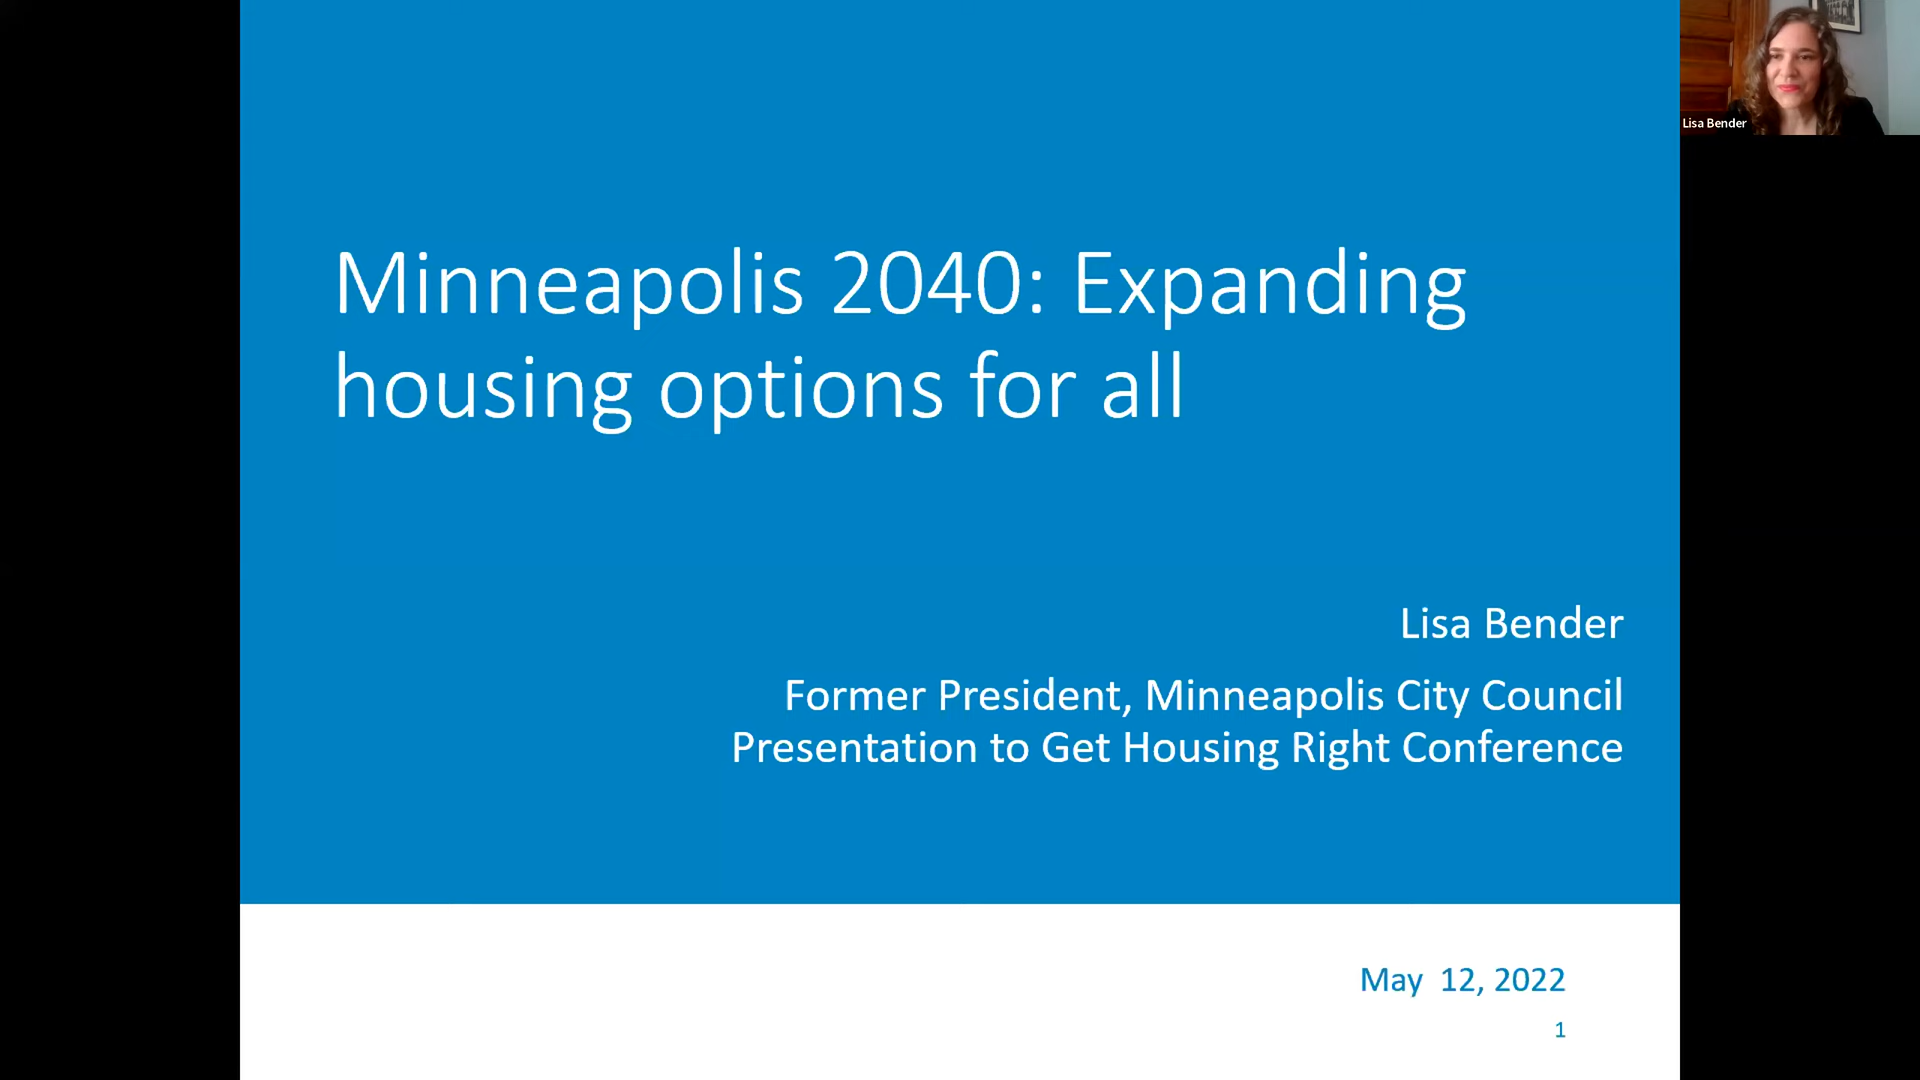 Lisa Bender
Minneapolis 2040: Expanding
housing options for all
Lisa Bender
Former President, Minneapolis City Council
Presentation to Get Housing Right Conference
May 12, 2022
1